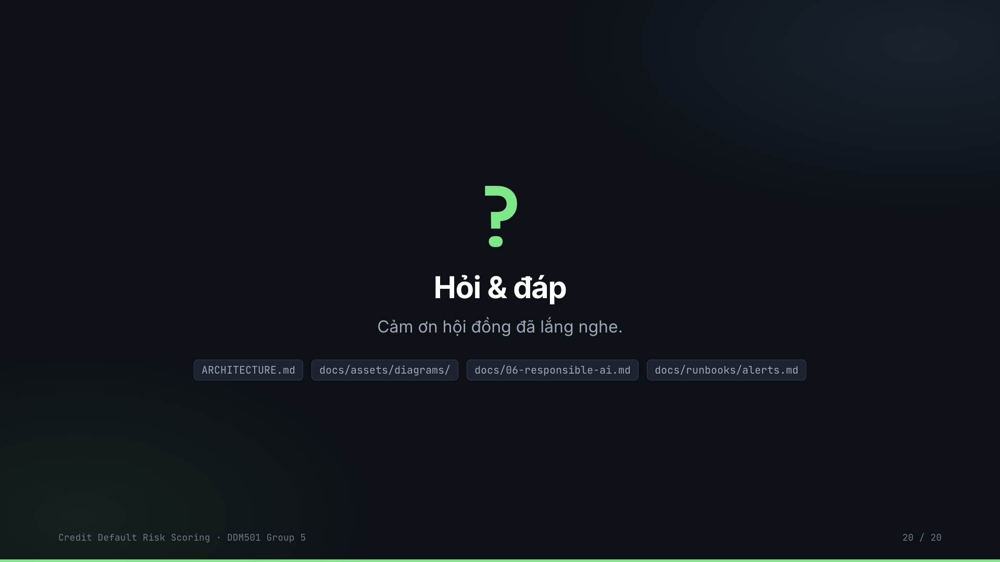 ?
Hỏi & đáp
Cảm ơn hội đồng đã lắng nghe.
ARCHITECTURE.md docs/assets/diagrams/ docs/06-responsible-ai.md docs/runbooks/alerts.md
Credit Default Risk Scoring · DDM501 Group 5
20 / 20